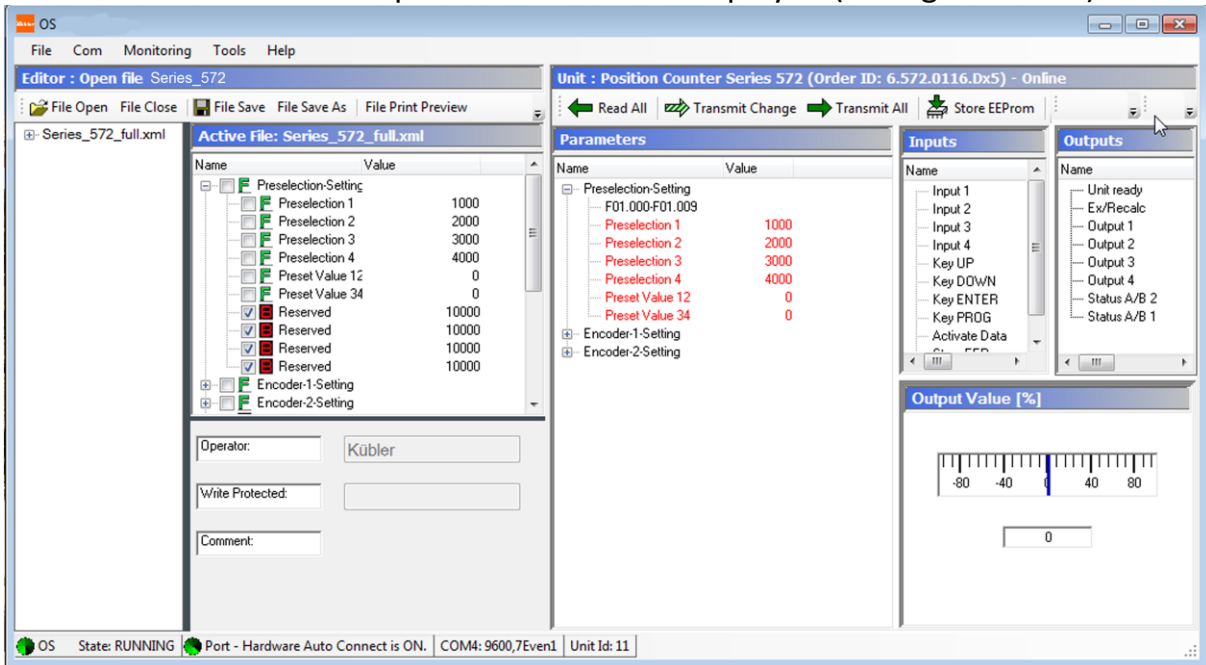 OS
File Com Monitoring Tools Help
Editor : Open file Series_572
File Open File Close File Save File Save As File Print Preview
Series_572_full.xml
Active File: Series_572_full.xml
Name Value
Preselection-Setting
Preselection 1 1000
Preselection 2 2000
Preselection 3 3000
Preselection 4 4000
Preset Value 12 0
Preset Value 34 0
Reserved 10000
Reserved 10000
Reserved 10000
Reserved 10000
Encoder-1-Setting
Encoder-2-Setting
Operator: Kübler
Write Protected:
Comment:
Unit : Position Counter Series 572 (Order ID: 6.572.0116.Dx5) - Online
Read All Transmit Change Transmit All Store EEProm
Parameters
Name Value
Preselection-Setting
F01.000-F01.009
Preselection 1 1000
Preselection 2 2000
Preselection 3 3000
Preselection 4 4000
Preset Value 12 0
Preset Value 34 0
Encoder-1-Setting
Encoder-2-Setting
Inputs
Name
Input 1
Input 2
Input 3
Input 4
Key UP
Key DOWN
Key ENTER
Key PROG
Activate Data
Outputs
Name
Unit ready
Ex/Recalc
Output 1
Output 2
Output 3
Output 4
Status A/B 2
Status A/B 1
Output Value [%]
-80 -40 0 40 80
0
OS State: RUNNING Port - Hardware Auto Connect is ON. COM4: 9600,7Even1 Unit Id: 11